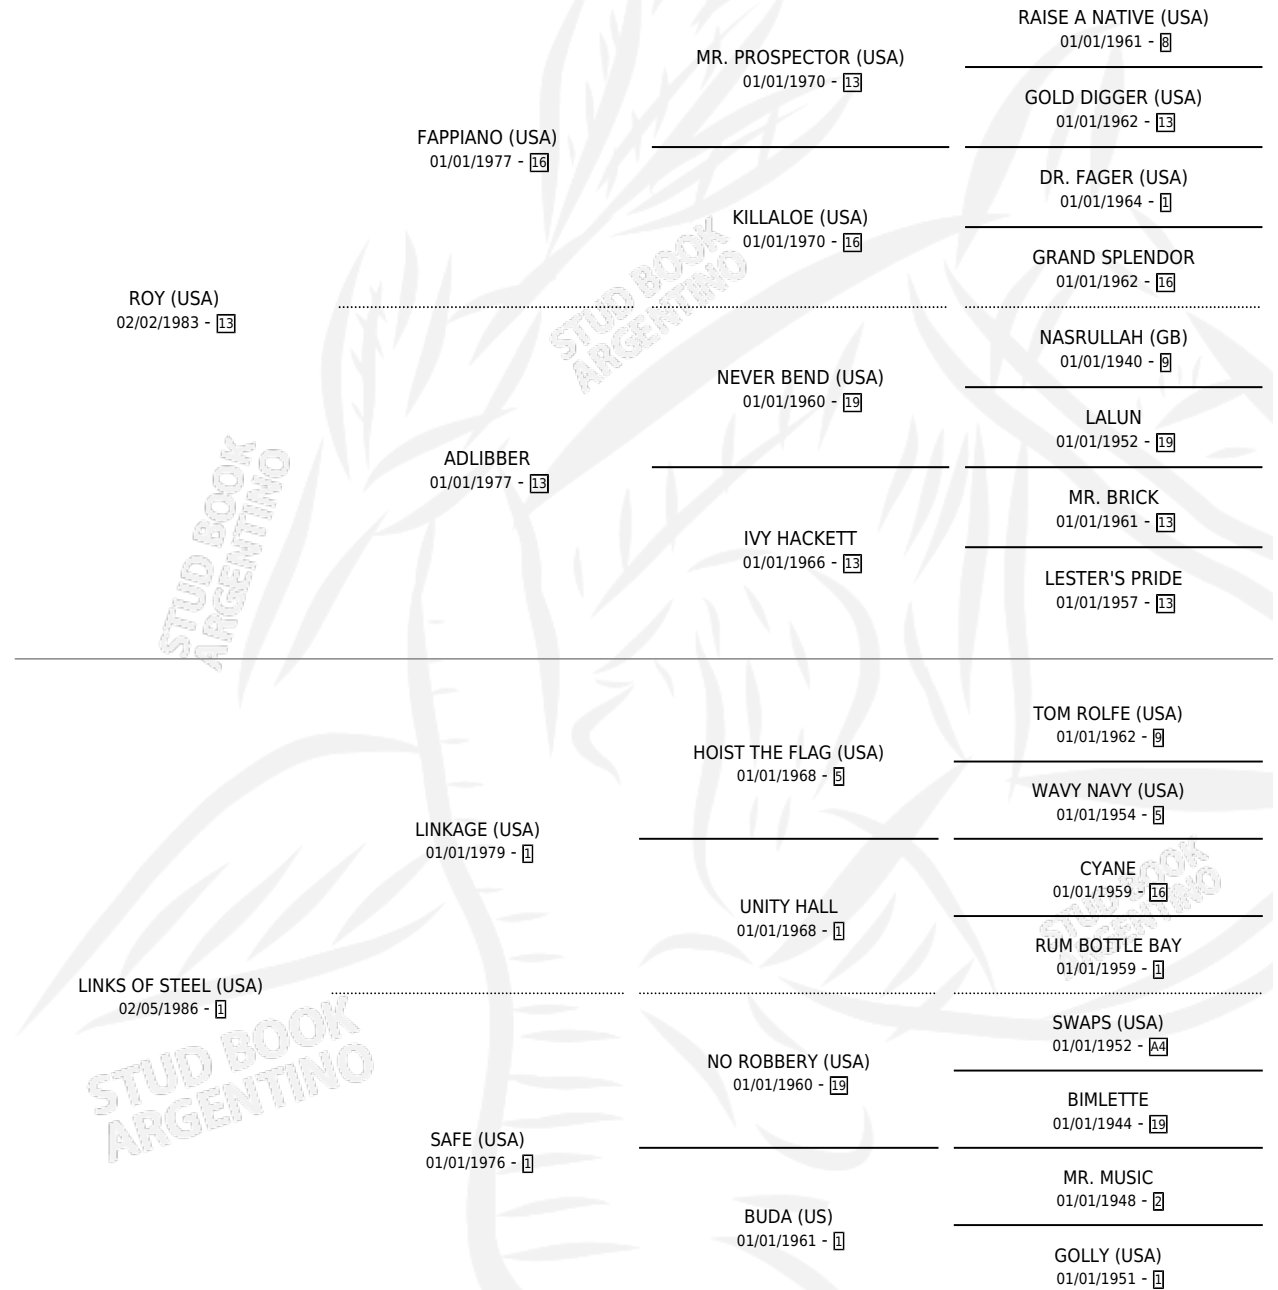 RAISE A NATIVE (USA)
01/01/1961 - 8
MR. PROSPECTOR (USA)
01/01/1970 - 13
GOLD DIGGER (USA)
01/01/1962 - 13
FAPPIANO (USA)
01/01/1977 - 16
DR. FAGER (USA)
01/01/1964 - 1
KILLALOE (USA)
01/01/1970 - 16
GRAND SPLENDOR
01/01/1962 - 16
ROY (USA)
02/02/1983 - 13
STUD BOOK
ARGENTINO
NASRULLAH (GB)
01/01/1940 - 9
NEVER BEND (USA)
01/01/1960 - 19
LALUN
01/01/1952 - 19
ADLIBBER
01/01/1977 - 13
MR. BRICK
01/01/1961 - 13
IVY HACKETT
01/01/1966 - 13
LESTER'S PRIDE
01/01/1957 - 13
STUD BOOK
ARGENTINO
TOM ROLFE (USA)
01/01/1962 - 9
HOIST THE FLAG (USA)
01/01/1968 - 5
WAVY NAVY (USA)
01/01/1954 - 5
LINKAGE (USA)
01/01/1979 - 1
CYANE
01/01/1959 - 16
UNITY HALL
01/01/1968 - 1
STUD BOOK
ARGENTINO
RUM BOTTLE BAY
01/01/1959 - 1
LINKS OF STEEL (USA)
02/05/1986 - 1
STUD BOOK
ARGENTINO
SWAPS (USA)
01/01/1952 - A4
NO ROBBERY (USA)
01/01/1960 - 19
BIMLETTE
01/01/1944 - 19
SAFE (USA)
01/01/1976 - 1
MR. MUSIC
01/01/1948 - 2
BUDA (US)
01/01/1961 - 1
GOLLY (USA)
01/01/1951 - 1